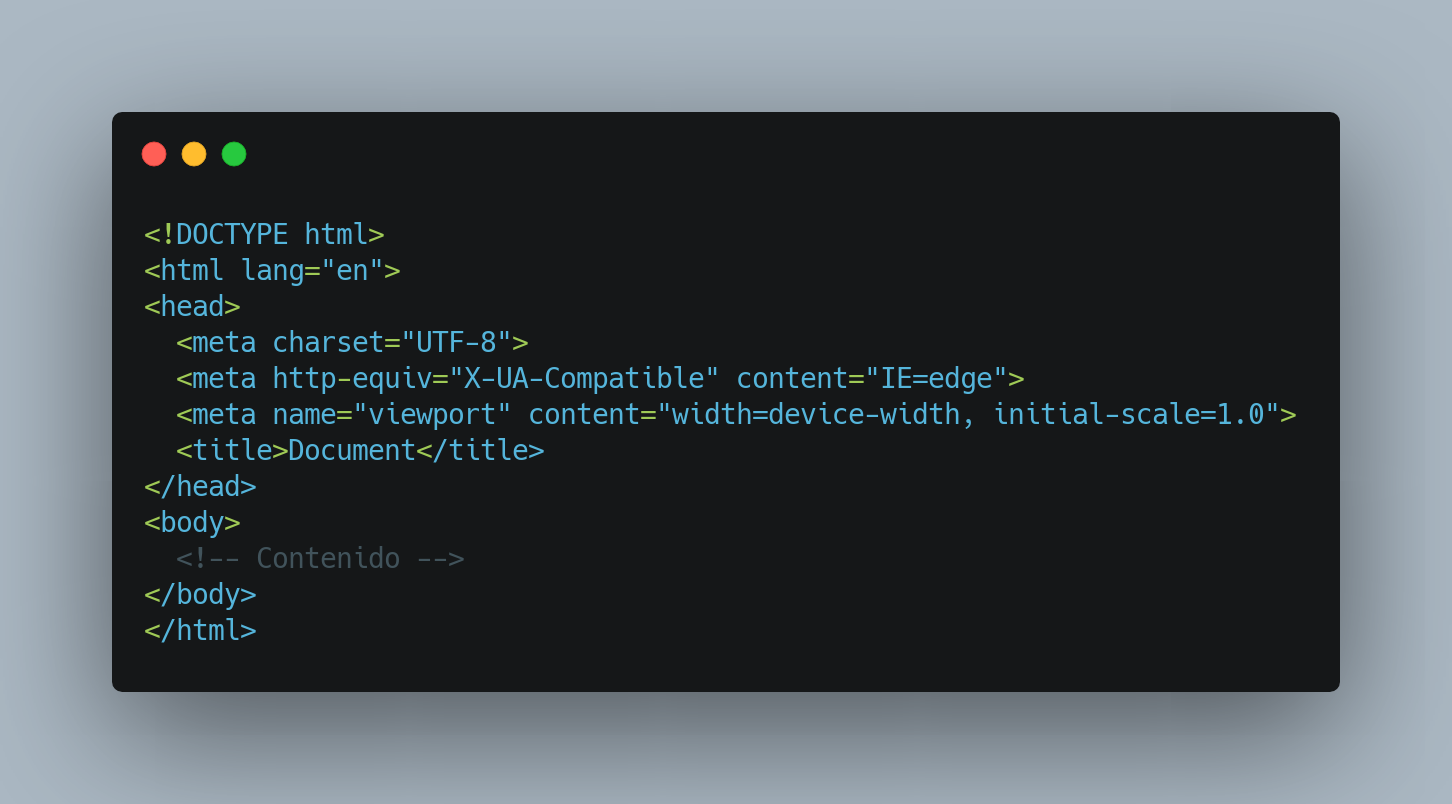 <!DOCTYPE html>
<html lang="en">
<head>
  <meta charset="UTF-8">
  <meta http-equiv="X-UA-Compatible" content="IE=edge">
  <meta name="viewport" content="width=device-width, initial-scale=1.0">
  <title>Document</title>
</head>
<body>
  <!-- Contenido -->
</body>
</html>